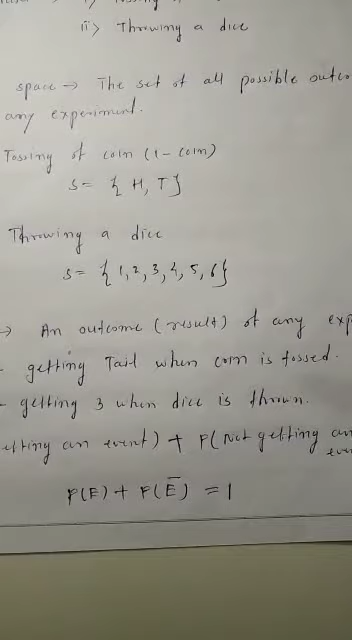 ii> Throwing a dice
space → The set of all possible outco
any experiment.
Tossing of coin (1 - coin)
S = { H, T }
Throwing a dice
S = { 1, 2, 3, 4, 5, 6 }
→ An outcome (result) of any exp
- getting Tail when coin is tossed.
- getting 3 when dice is thrown.
etting an event) + P(Not getting an
even
P(E) + P(E̅) = 1